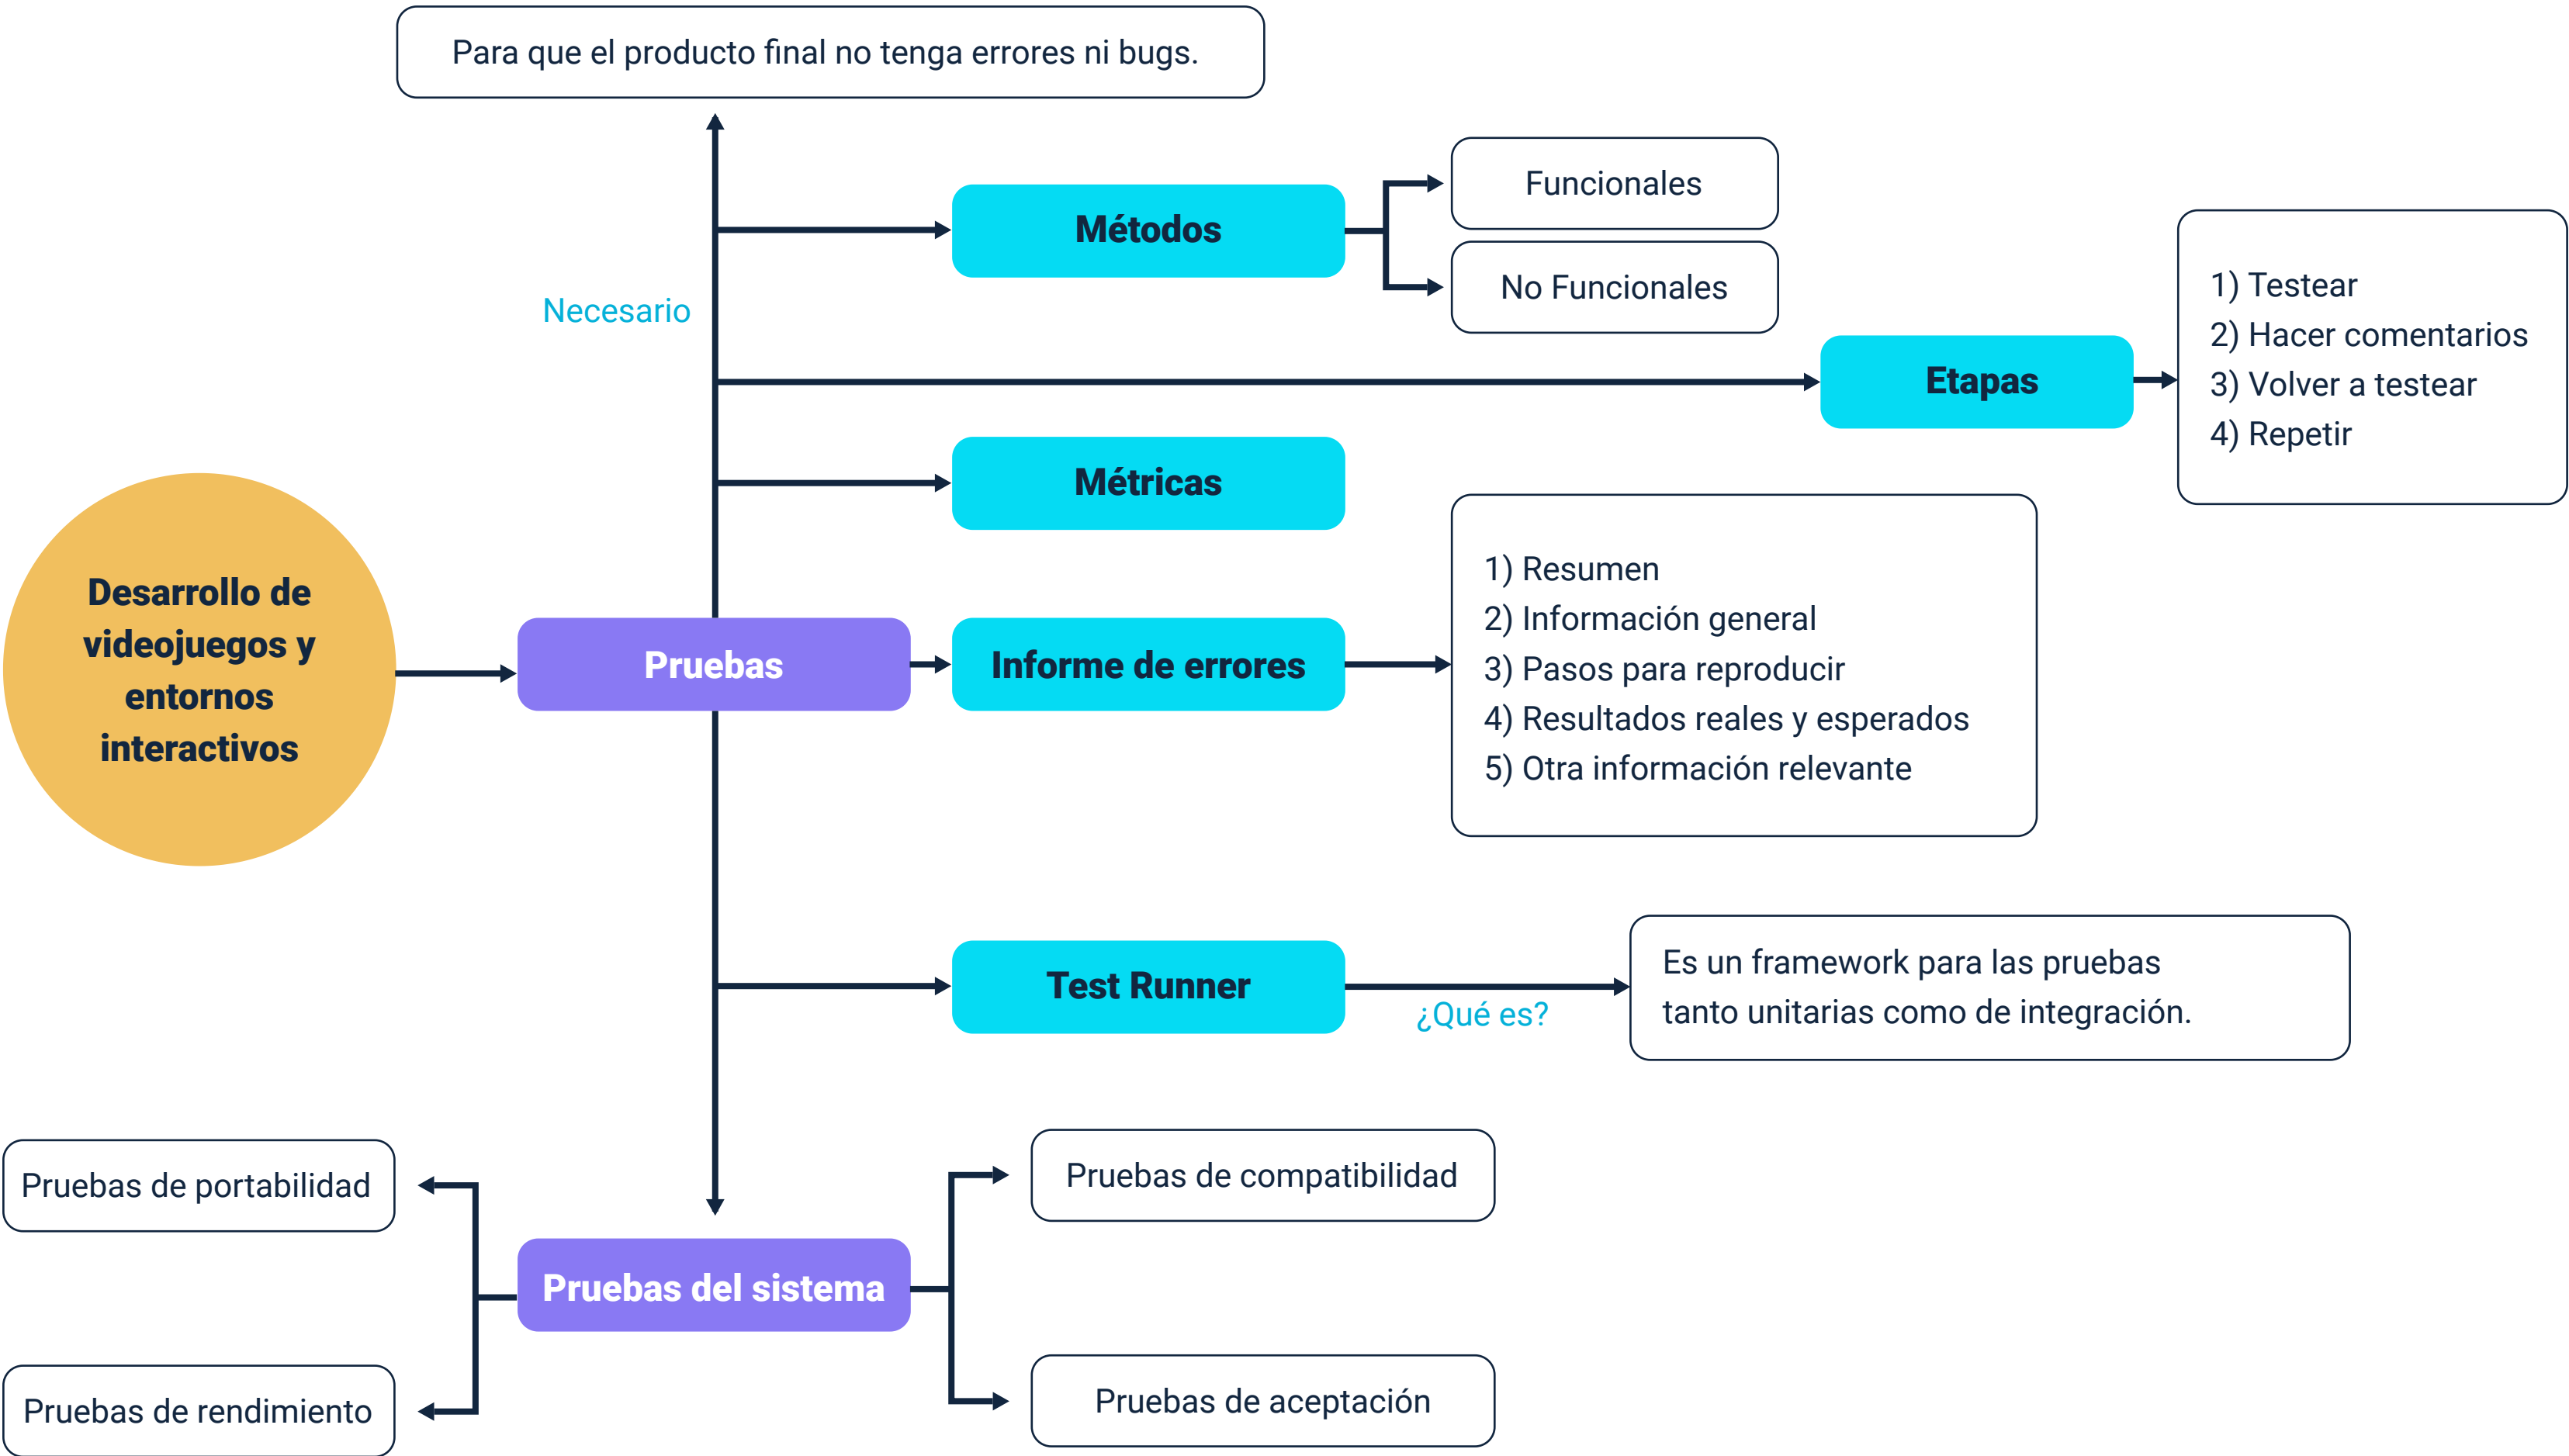 Para que el producto final no tenga errores ni bugs.
Necesario
Métodos
Funcionales
No Funcionales
Etapas
1) Testear
2) Hacer comentarios
3) Volver a testear
4) Repetir
Métricas
Desarrollo de
videojuegos y
entornos
interactivos
Pruebas
Informe de errores
1) Resumen
2) Información general
3) Pasos para reproducir
4) Resultados reales y esperados
5) Otra información relevante
Test Runner
¿Qué es?
Es un framework para las pruebas
tanto unitarias como de integración.
Pruebas de portabilidad
Pruebas de rendimiento
Pruebas del sistema
Pruebas de compatibilidad
Pruebas de aceptación